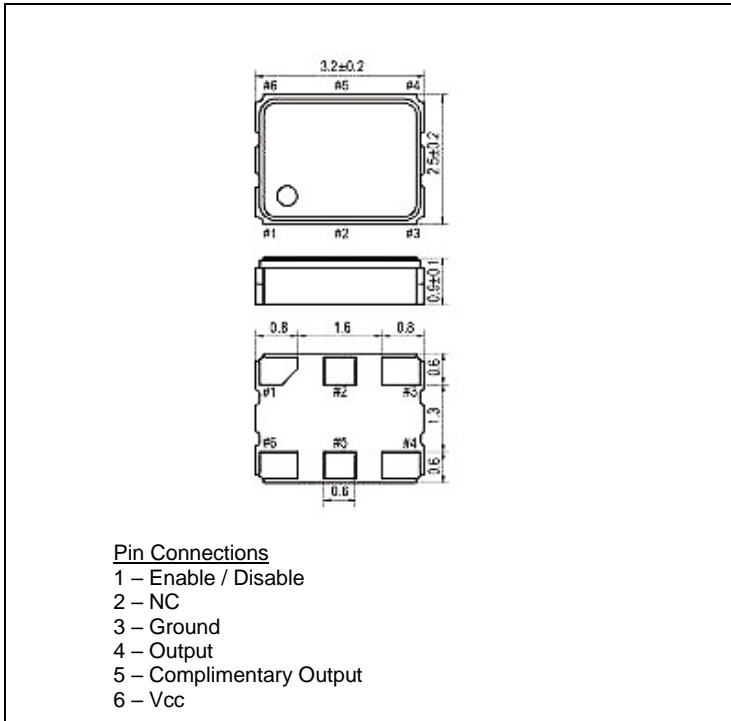 3.2±0.2
#6 #5 #4
2.5±0.2
#1 #2 #3
0.9±0.1
0.8 1.6 0.8
0.6
#1 #2 #3
1.3
#6 #5 #4
0.6
0.6
Pin Connections
1 – Enable / Disable
2 – NC
3 – Ground
4 – Output
5 – Complimentary Output
6 – Vcc